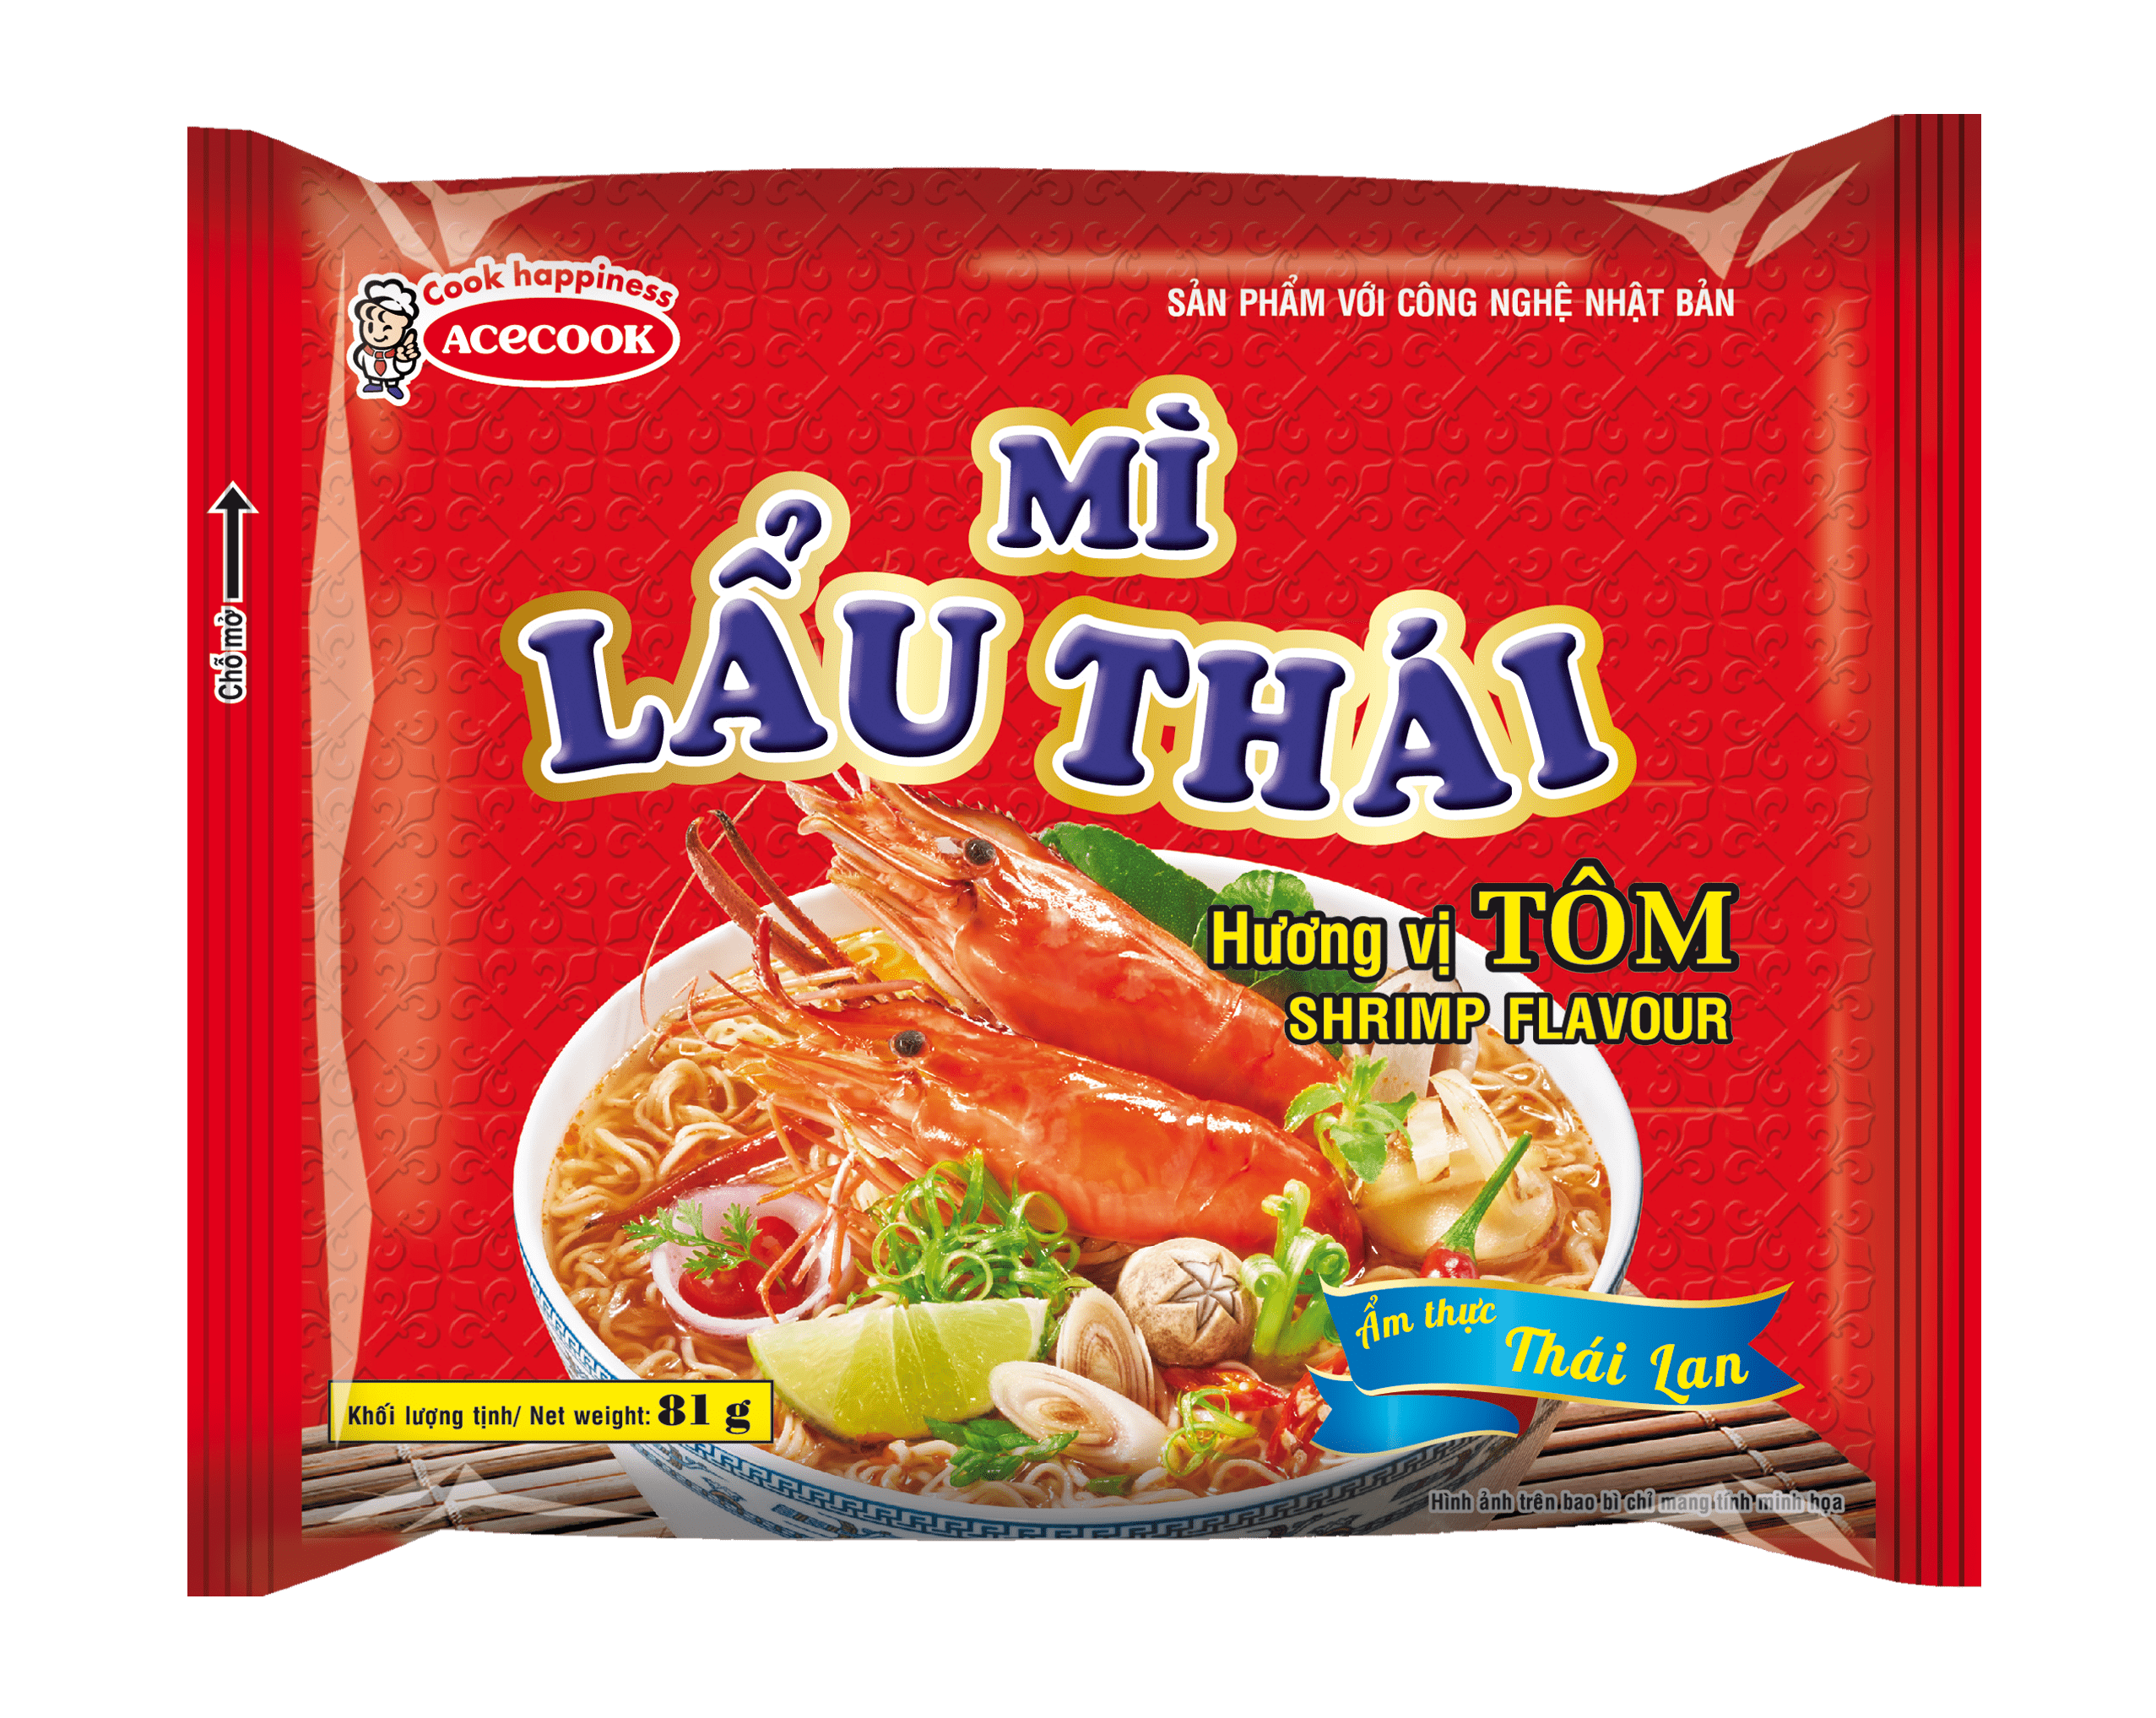 Cook happiness
ACECOOK
SẢN PHẨM VỚI CÔNG NGHỆ NHẬT BẢN
MÌ
LẨU THÁI
Chỗ mở
Hương vị TÔM
SHRIMP FLAVOUR
Ẩm thực
Thái Lan
Khối lượng tịnh/ Net weight: 81 g
Hình ảnh trên bao bì chỉ mang tính minh họa